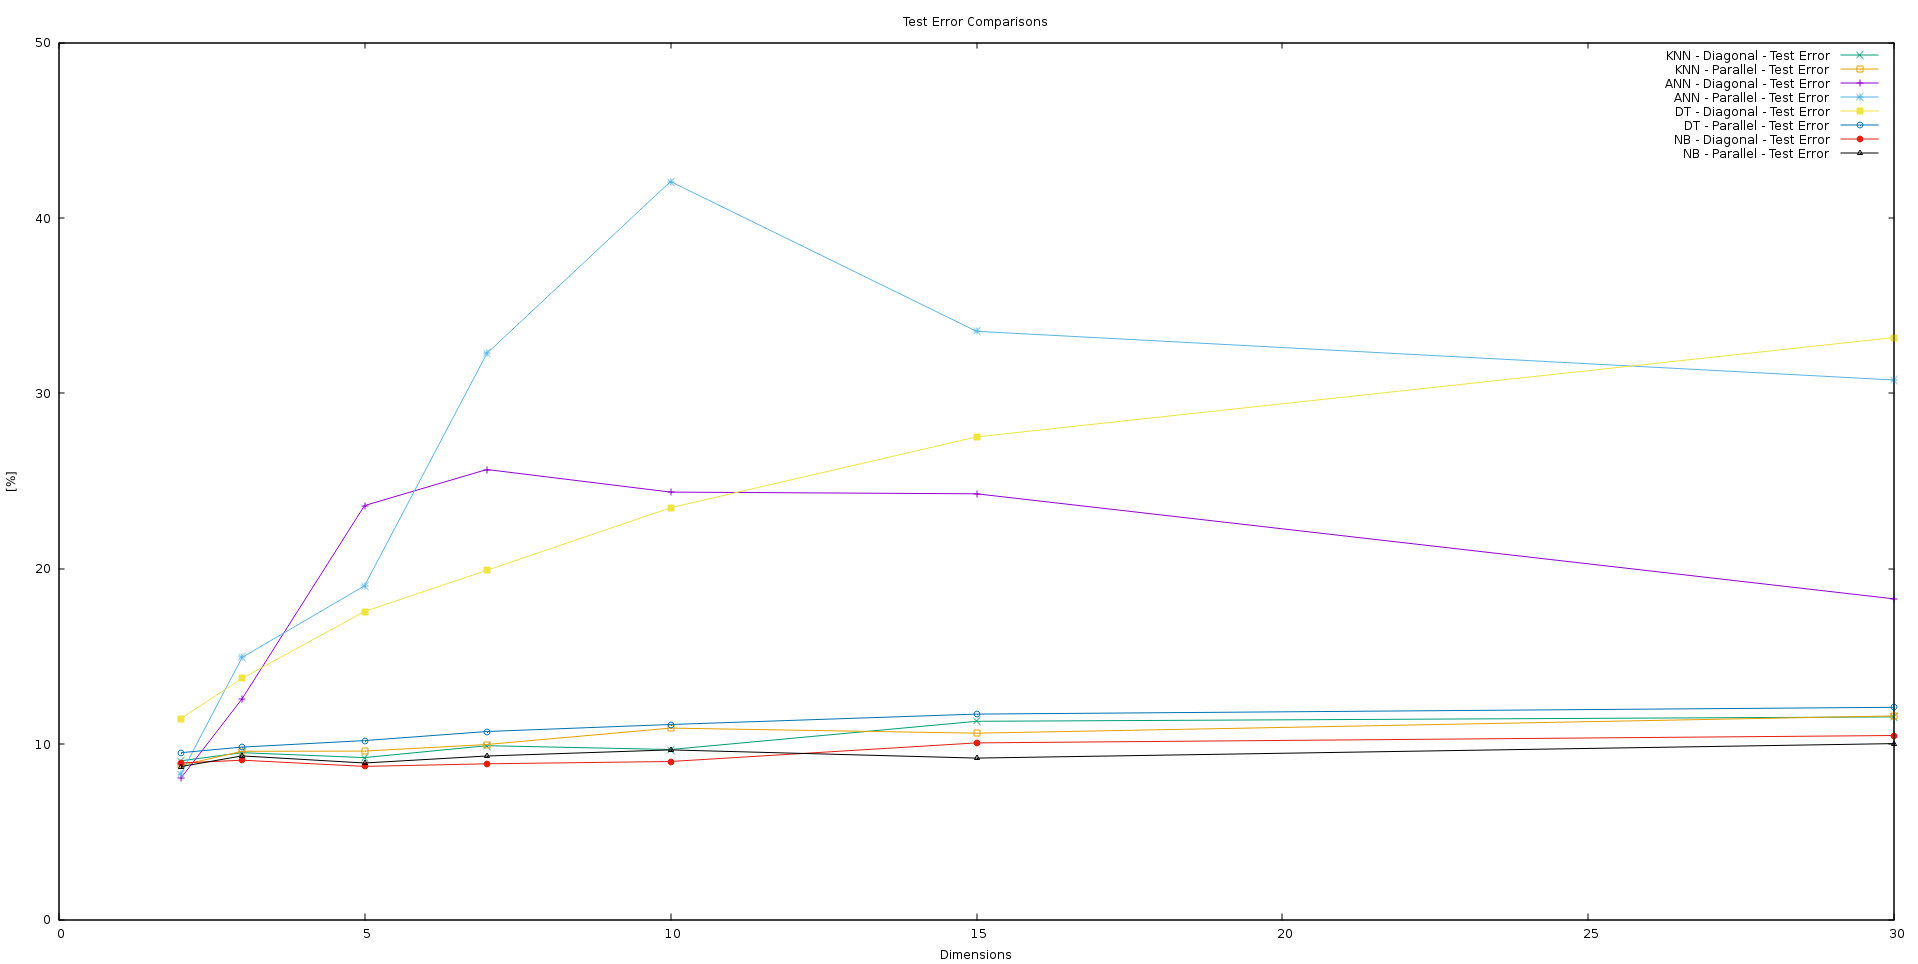 Test Error Comparisons
50
40
30
20
10
0
[%]
KNN - Diagonal - Test Error
KNN - Parallel - Test Error
ANN - Diagonal - Test Error
ANN - Parallel - Test Error
DT - Diagonal - Test Error
DT - Parallel - Test Error
NB - Diagonal - Test Error
NB - Parallel - Test Error
0 5 10 15 20 25 30
Dimensions